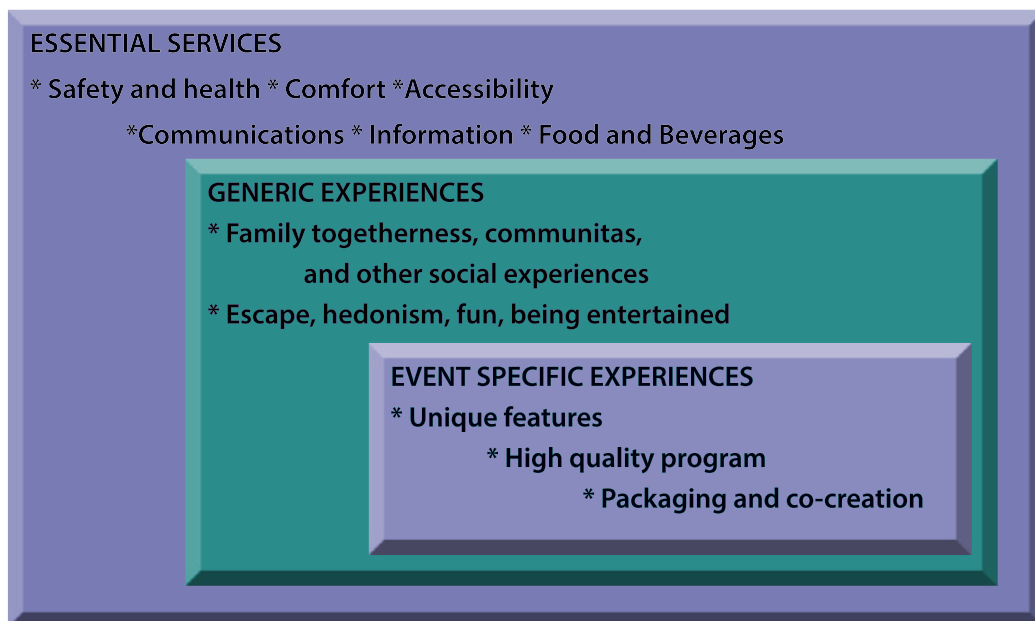 ESSENTIAL SERVICES
* Safety and health * Comfort *Accessibility
*Communications * Information * Food and Beverages
GENERIC EXPERIENCES
* Family togetherness, communitas,
and other social experiences
* Escape, hedonism, fun, being entertained
EVENT SPECIFIC EXPERIENCES
* Unique features
* High quality program
* Packaging and co-creation